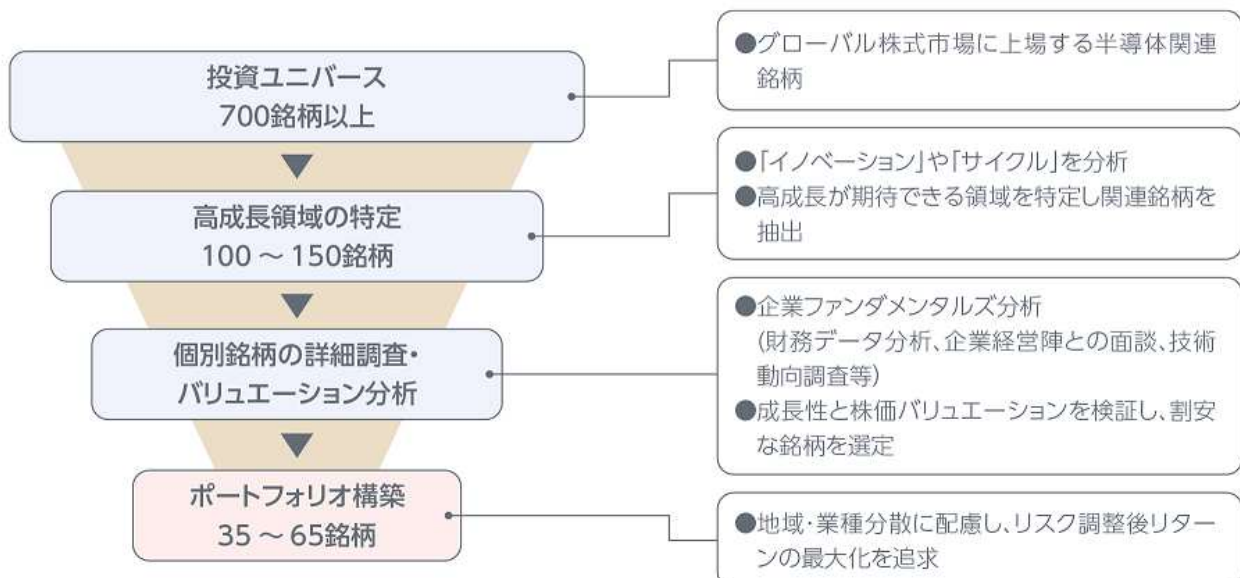 投資ユニバース
700銘柄以上
●グローバル株式市場に上場する半導体関連
銘柄
高成長領域の特定
100 〜 150銘柄
●「イノベーション」や「サイクル」を分析
●高成長が期待できる領域を特定し関連銘柄を
抽出
個別銘柄の詳細調査・
バリュエーション分析
●企業ファンダメンタルズ分析
(財務データ分析、企業経営陣との面談、技術
動向調査等)
●成長性と株価バリュエーションを検証し、割安
な銘柄を選定
ポートフォリオ構築
35 〜 65銘柄
●地域・業種分散に配慮し、リスク調整後リター
ンの最大化を追求